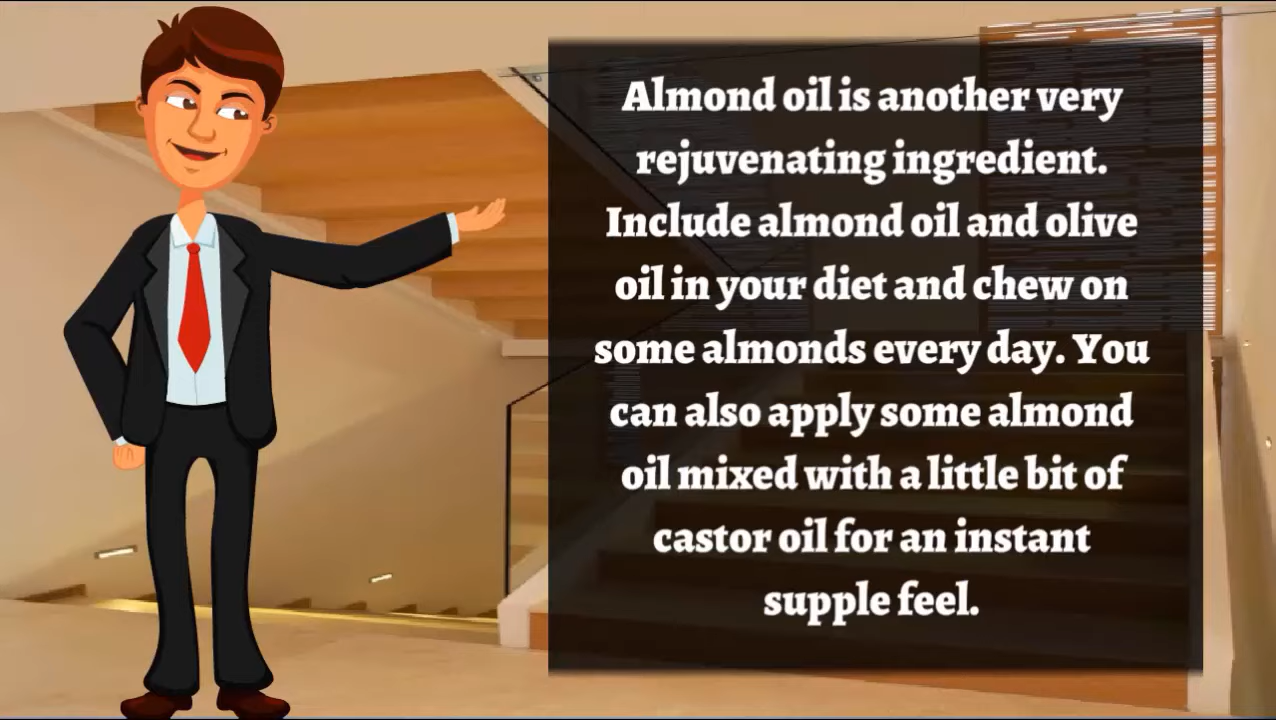 Almond oil is another very
rejuvenating ingredient.
Include almond oil and olive
oil in your diet and chew on
some almonds every day. You
can also apply some almond
oil mixed with a little bit of
castor oil for an instant
supple feel.